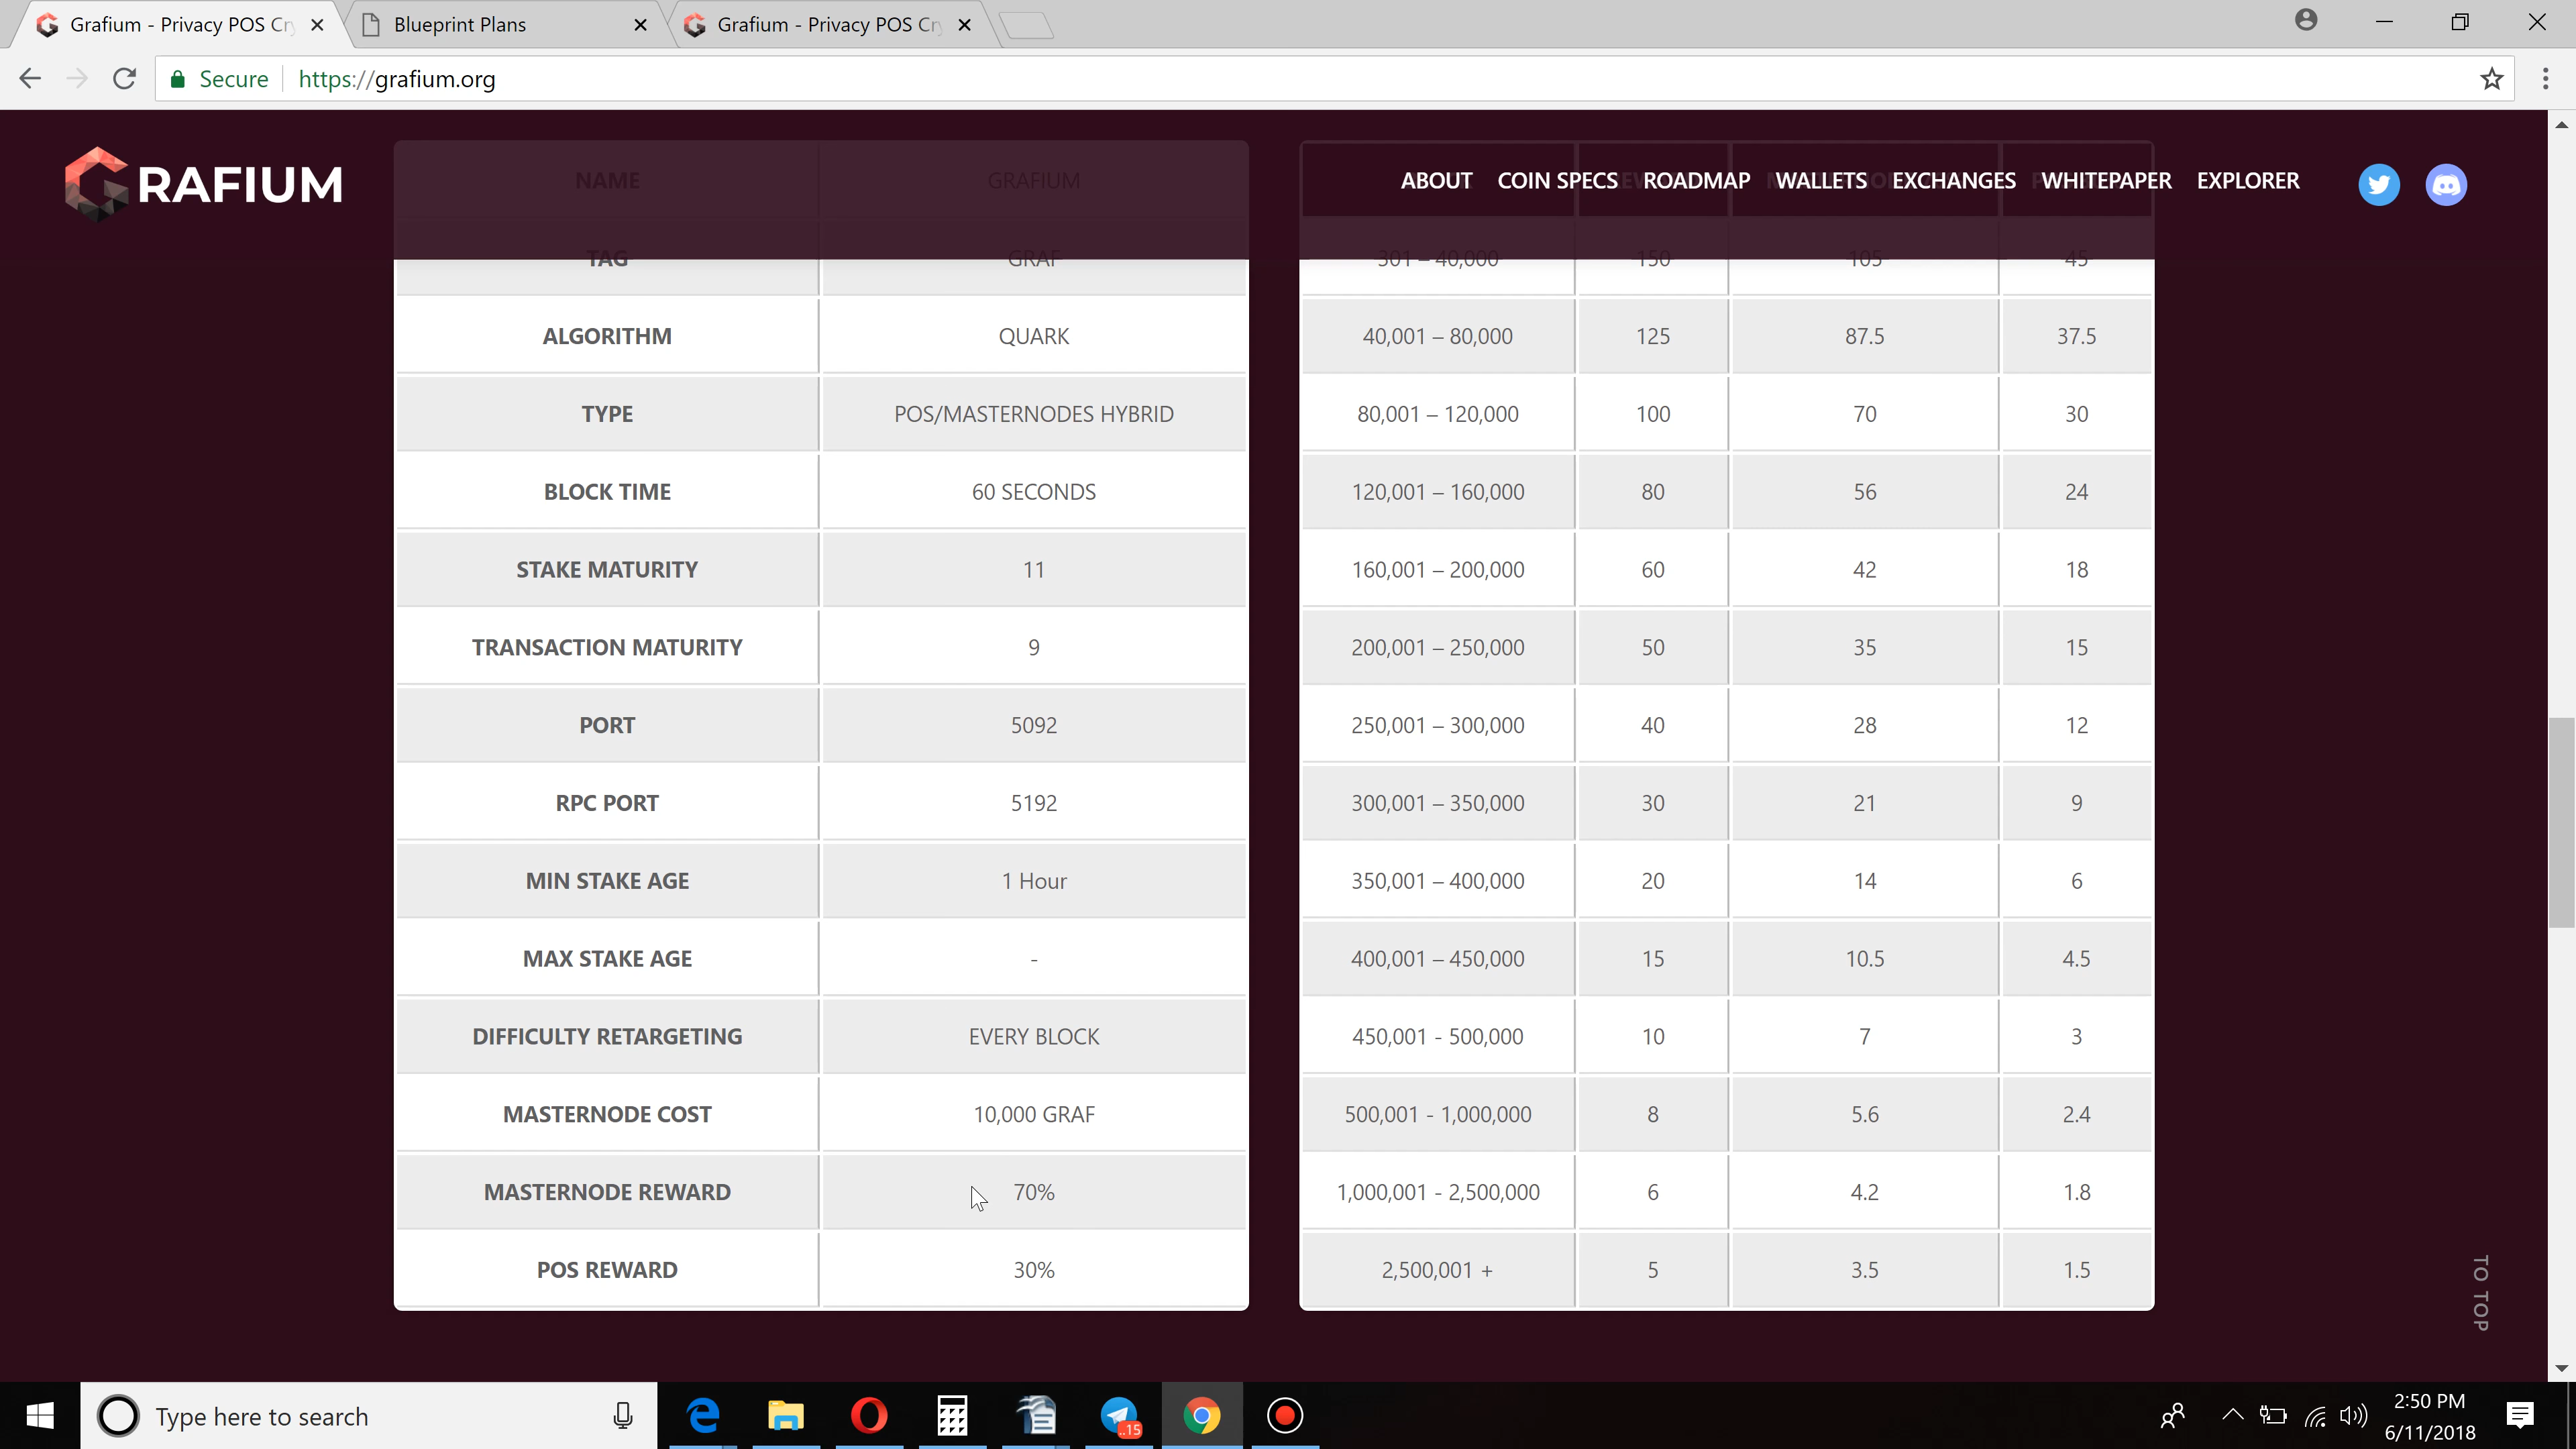 Grafium - Privacy POS Cr
Blueprint Plans
Grafium - Privacy POS Cr
Secure https://grafium.org
GRAFIUM
ABOUT COIN SPECS ROADMAP WALLETS EXCHANGES WHITEPAPER EXPLORER
NAME GRAFIUM
TAG GRAF
ALGORITHM QUARK
TYPE POS/MASTERNODES HYBRID
BLOCK TIME 60 SECONDS
STAKE MATURITY 11
TRANSACTION MATURITY 9
PORT 5092
RPC PORT 5192
MIN STAKE AGE 1 Hour
MAX STAKE AGE -
DIFFICULTY RETARGETING EVERY BLOCK
MASTERNODE COST 10,000 GRAF
MASTERNODE REWARD 70%
POS REWARD 30%
301 – 40,000 150 105 45
40,001 – 80,000 125 87.5 37.5
80,001 – 120,000 100 70 30
120,001 – 160,000 80 56 24
160,001 – 200,000 60 42 18
200,001 – 250,000 50 35 15
250,001 – 300,000 40 28 12
300,001 – 350,000 30 21 9
350,001 – 400,000 20 14 6
400,001 – 450,000 15 10.5 4.5
450,001 - 500,000 10 7 3
500,001 - 1,000,000 8 5.6 2.4
1,000,001 - 2,500,000 6 4.2 1.8
2,500,001 + 5 3.5 1.5
TO TOP
Type here to search
..15
2:50 PM
6/11/2018